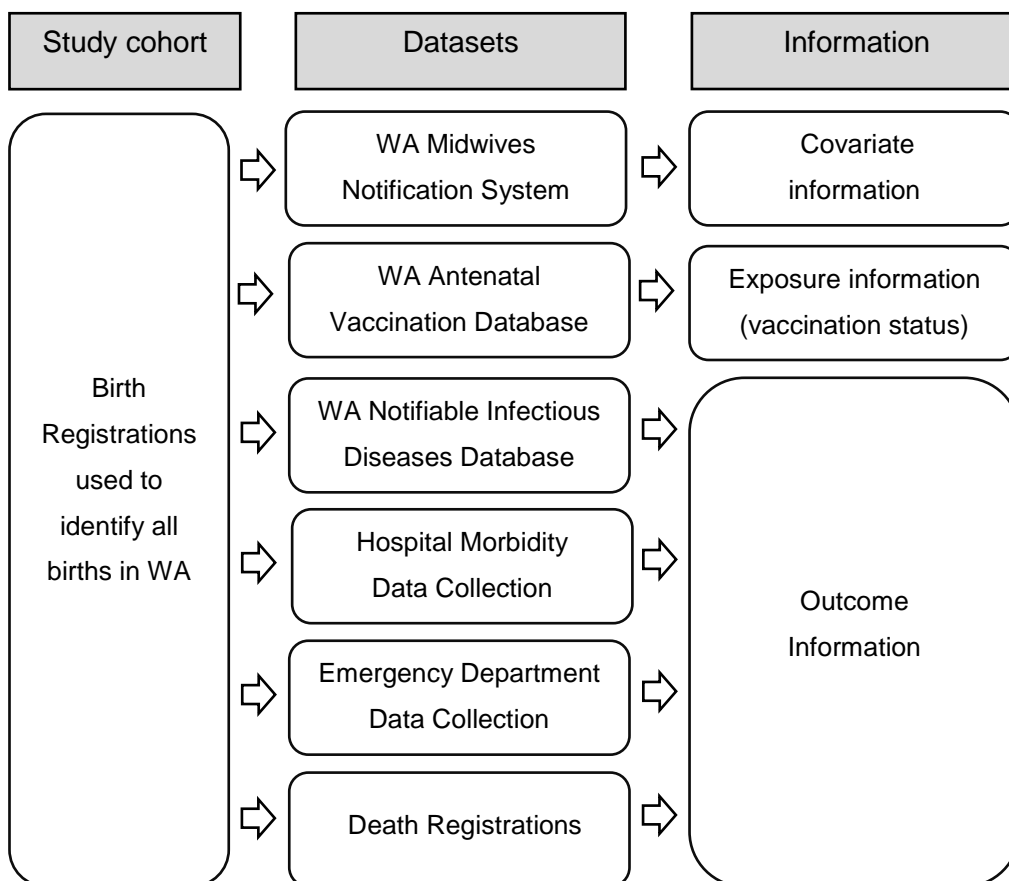 Study cohort
Datasets
Information
Birth
Registrations
used to
identify all
births in WA
WA Midwives
Notification System
Covariate
information
WA Antenatal
Vaccination Database
Exposure information
(vaccination status)
WA Notifiable Infectious
Diseases Database
Hospital Morbidity
Data Collection
Emergency Department
Data Collection
Death Registrations
Outcome
Information